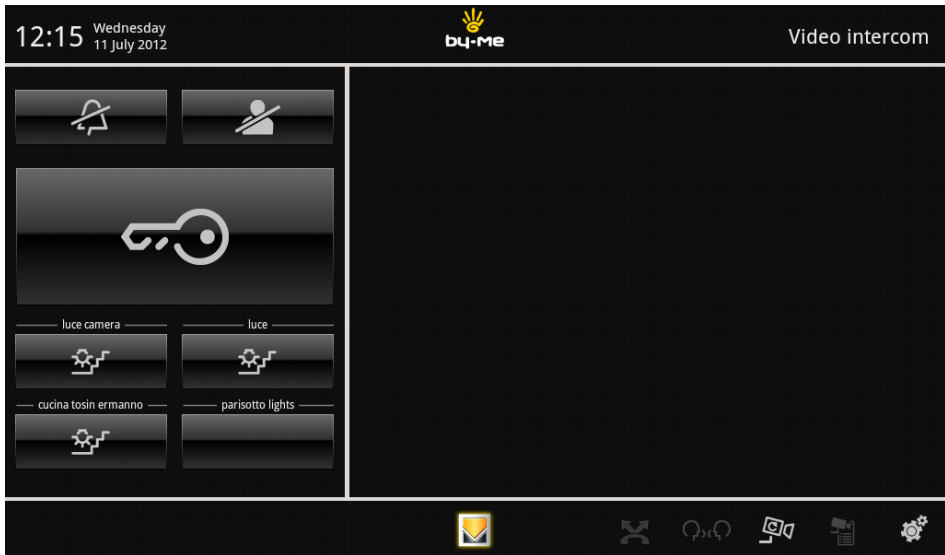 12:15
Wednesday
11 July 2012
by-me
Video intercom
luce camera
luce
cucina tosin ermanno
parisotto lights